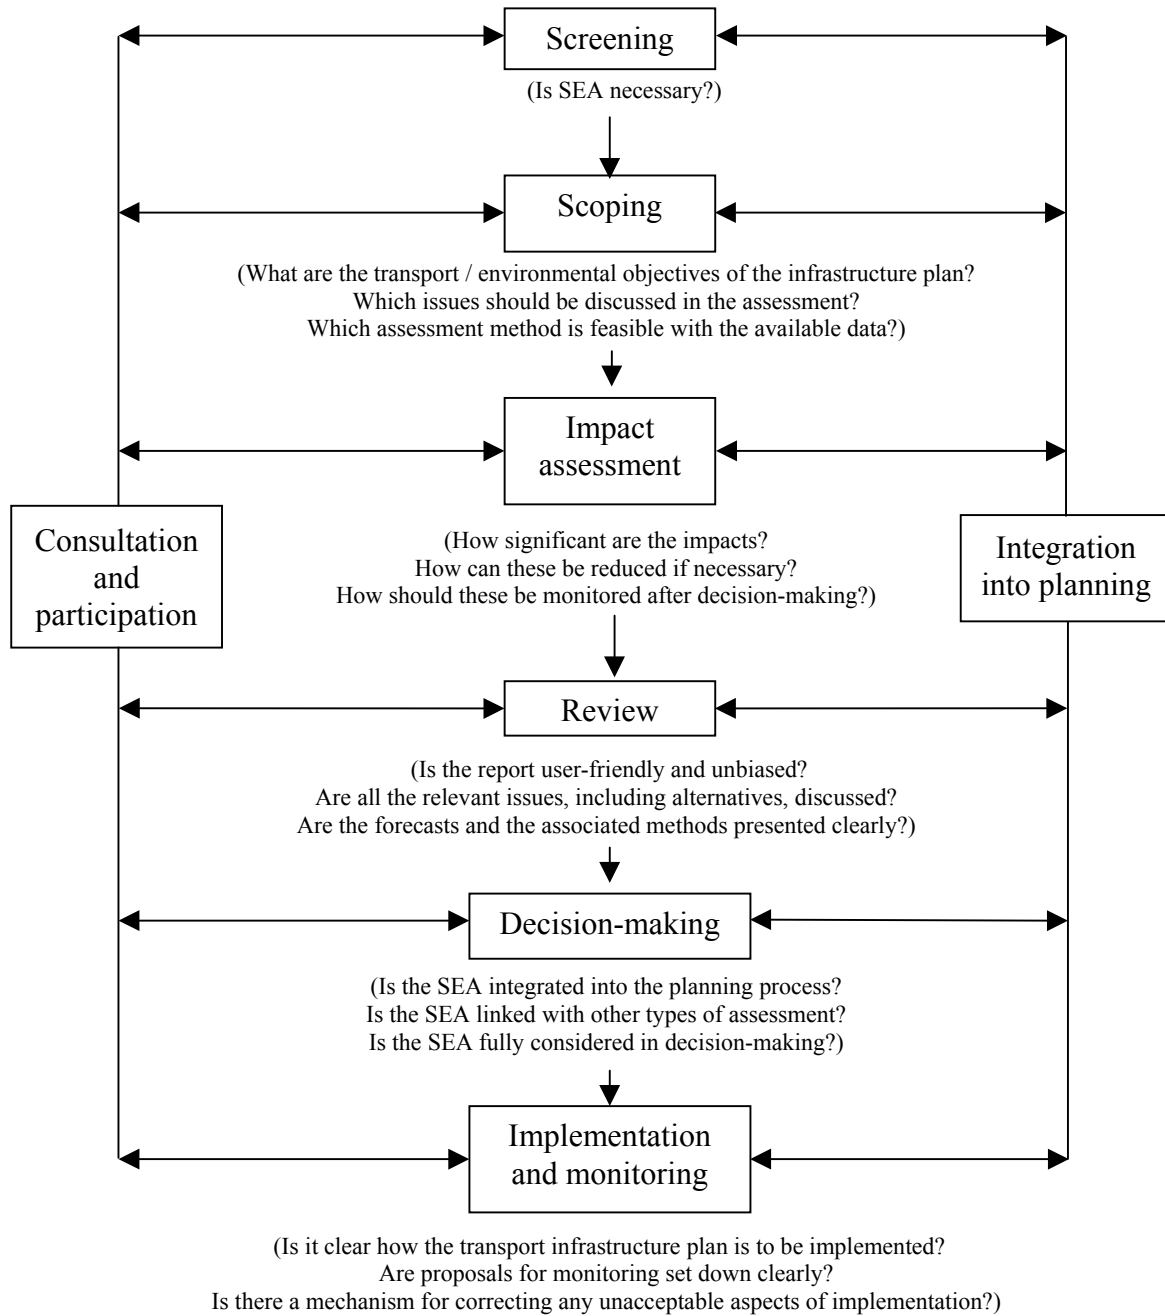 Screening
(Is SEA necessary?)
Scoping
(What are the transport / environmental objectives of the infrastructure plan?
Which issues should be discussed in the assessment?
Which assessment method is feasible with the available data?)
Impact
assessment
Consultation
and
participation
(How significant are the impacts?
How can these be reduced if necessary?
How should these be monitored after decision-making?)
Integration
into planning
Review
(Is the report user-friendly and unbiased?
Are all the relevant issues, including alternatives, discussed?
Are the forecasts and the associated methods presented clearly?)
Decision-making
(Is the SEA integrated into the planning process?
Is the SEA linked with other types of assessment?
Is the SEA fully considered in decision-making?)
Implementation
and monitoring
(Is it clear how the transport infrastructure plan is to be implemented?
Are proposals for monitoring set down clearly?
Is there a mechanism for correcting any unacceptable aspects of implementation?)